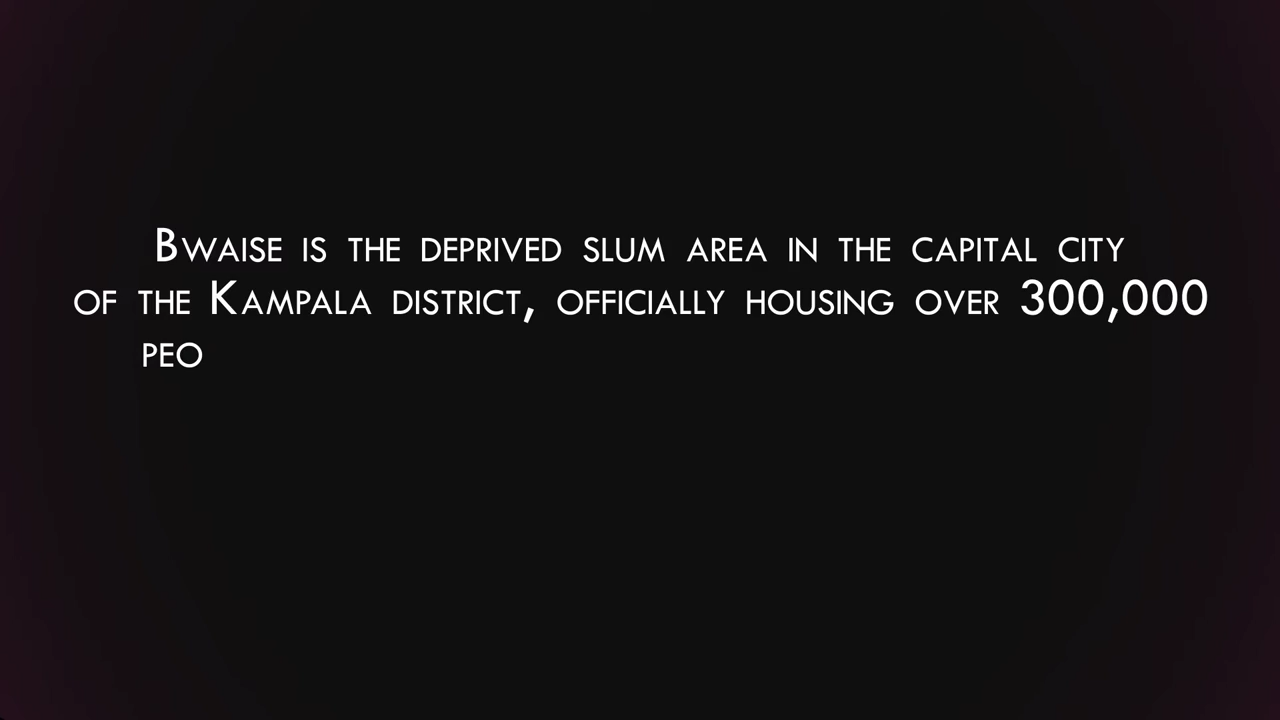 Bwaise is the deprived slum area in the capital city
of the Kampala district, officially housing over 300,000
peo